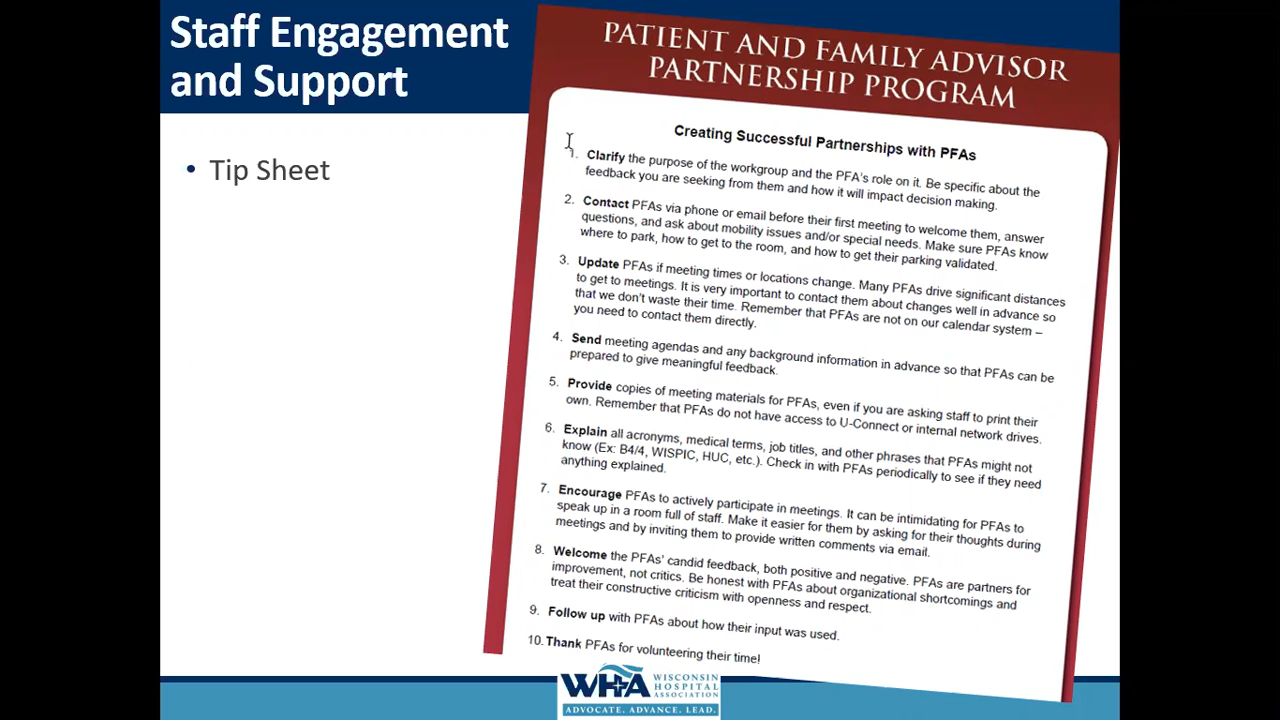 Staff Engagement
and Support
• Tip Sheet
PATIENT AND FAMILY ADVISOR
PARTNERSHIP PROGRAM
Creating Successful Partnerships with PFAs
1. Clarify the purpose of the workgroup and the PFA's role on it. Be specific about the
feedback you are seeking from them and how it will impact decision making.
2. Contact PFAs via phone or email before their first meeting to welcome them, answer
questions, and ask about mobility issues and/or special needs. Make sure PFAs know
where to park, how to get to the room, and how to get their parking validated.
3. Update PFAs if meeting times or locations change. Many PFAs drive significant distances
to get to meetings. It is very important to contact them about changes well in advance so
that we don't waste their time. Remember that PFAs are not on our calendar system –
you need to contact them directly.
4. Send meeting agendas and any background information in advance so that PFAs can be
prepared to give meaningful feedback.
5. Provide copies of meeting materials for PFAs, even if you are asking staff to print their
own. Remember that PFAs do not have access to U-Connect or internal network drives.
6. Explain all acronyms, medical terms, job titles, and other phrases that PFAs might not
know (Ex: B4/4, WISPIC, HUC, etc.). Check in with PFAs periodically to see if they need
anything explained.
7. Encourage PFAs to actively participate in meetings. It can be intimidating for PFAs to
speak up in a room full of staff. Make it easier for them by asking for their thoughts during
meetings and by inviting them to provide written comments via email.
8. Welcome the PFAs' candid feedback, both positive and negative. PFAs are partners for
improvement, not critics. Be honest with PFAs about organizational shortcomings and
treat their constructive criticism with openness and respect.
9. Follow up with PFAs about how their input was used.
10. Thank PFAs for volunteering their time!
WHA WISCONSIN
HOSPITAL
ASSOCIATION
ADVOCATE. ADVANCE. LEAD.